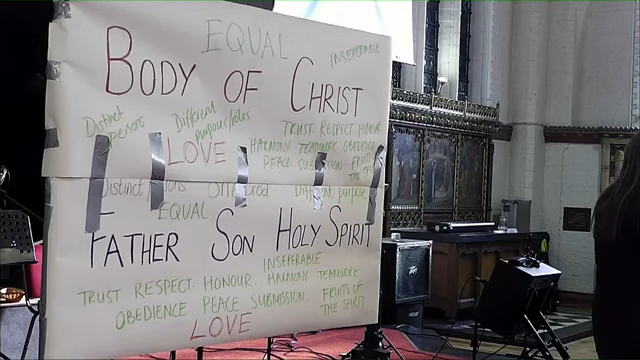 EQUAL
INSEPERABLE
BODY OF CHRIST
Distinct persons
Different purpose/roles
TRUST RESPECT HONOUR
LOVE
HARMONY TEAMWORK OBEDIENCE
PEACE FRUITS
Distinct One Different purpose
EQUAL
FATHER SON HOLY SPIRIT
INSEPERABLE
TRUST RESPECT HONOUR. HARMONY TEAMWORK
OBEDIENCE PEACE SUBMISSION. FRUITS OF
THE SPIRIT
LOVE
PEAVEY